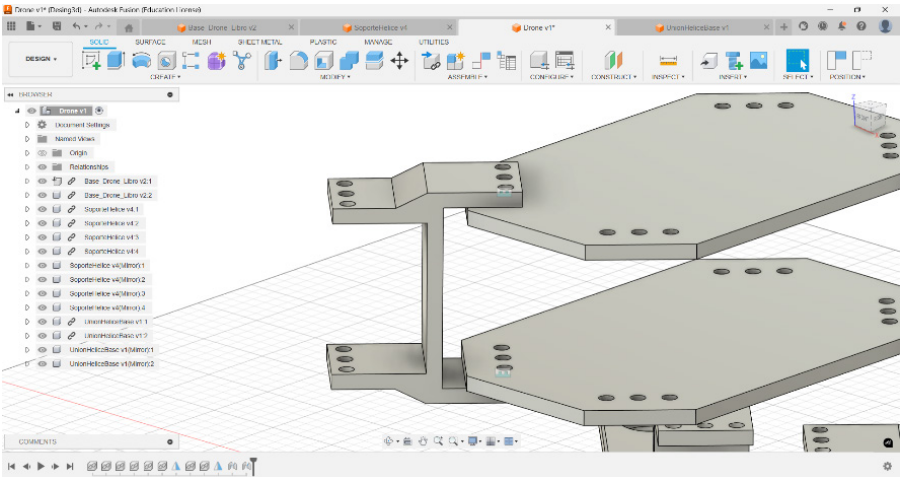 Drone v1* (Desing3d) - Autodesk Fusion (Education License)
Base_Drone_Libro v2
SoporteHelice v4
Drone v1*
UnionHeliceBase v1
DESIGN
SOLID
SURFACE
MESH
SHEET METAL
PLASTIC
MANAGE
UTILITIES
CREATE
MODIFY
ASSEMBLE
CONFIGURE
CONSTRUCT
INSPECT
INSERT
SELECT
POSITION
BROWSER
Drone v1
Document Settings
Named Views
Origin
Relationships
Base_Drone_Libro v2:1
Base_Drone_Libro v2:2
SoporteHelice v4:1
SoporteHelice v4:2
SoporteHelice v4:3
SoporteHelice v4:4
SoporteHelice v4(Mirror):1
SoporteHelice v4(Mirror):2
SoporteHelice v4(Mirror):3
SoporteHelice v4(Mirror):4
UnionHeliceBase v1:1
UnionHeliceBase v1:2
UnionHeliceBase v1(Mirror):1
UnionHeliceBase v1(Mirror):2
Z
COMMENTS